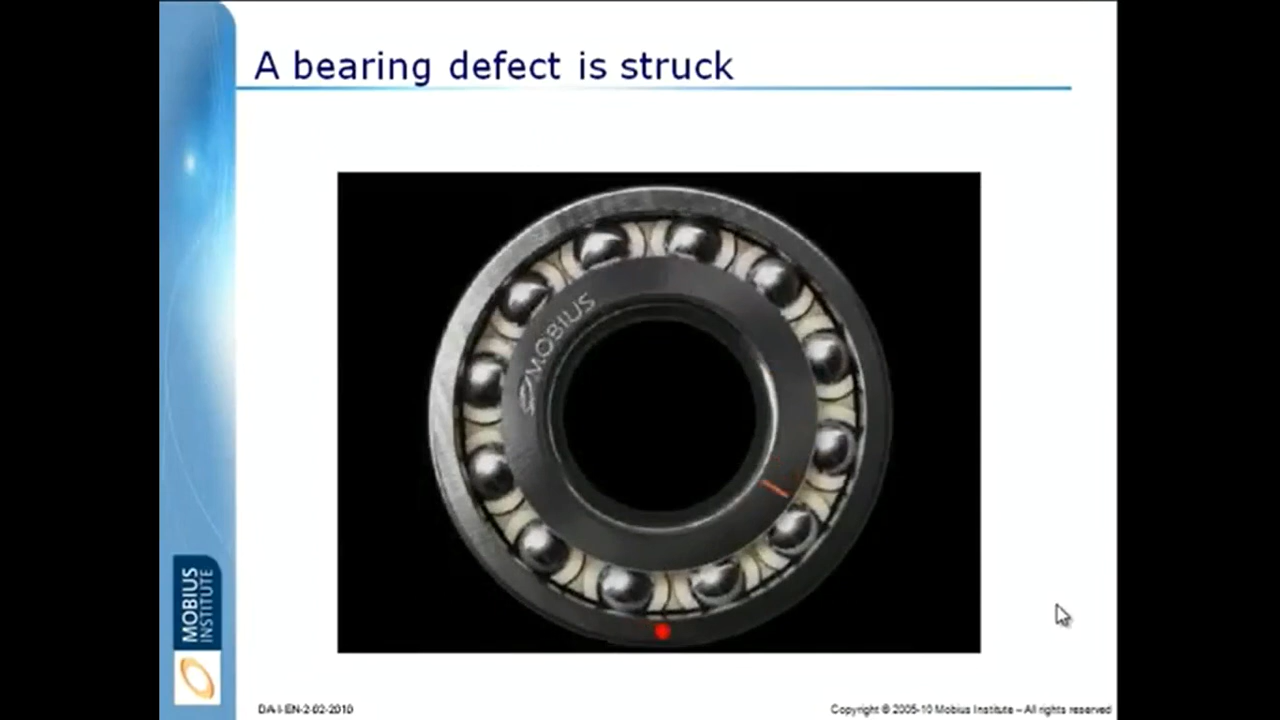 A bearing defect is struck
MOBIUS
MOBIUS
INSTITUTE
DA-I-EN-2-02-2010
Copyright © 2005-10 Mobius Institute – All rights reserved